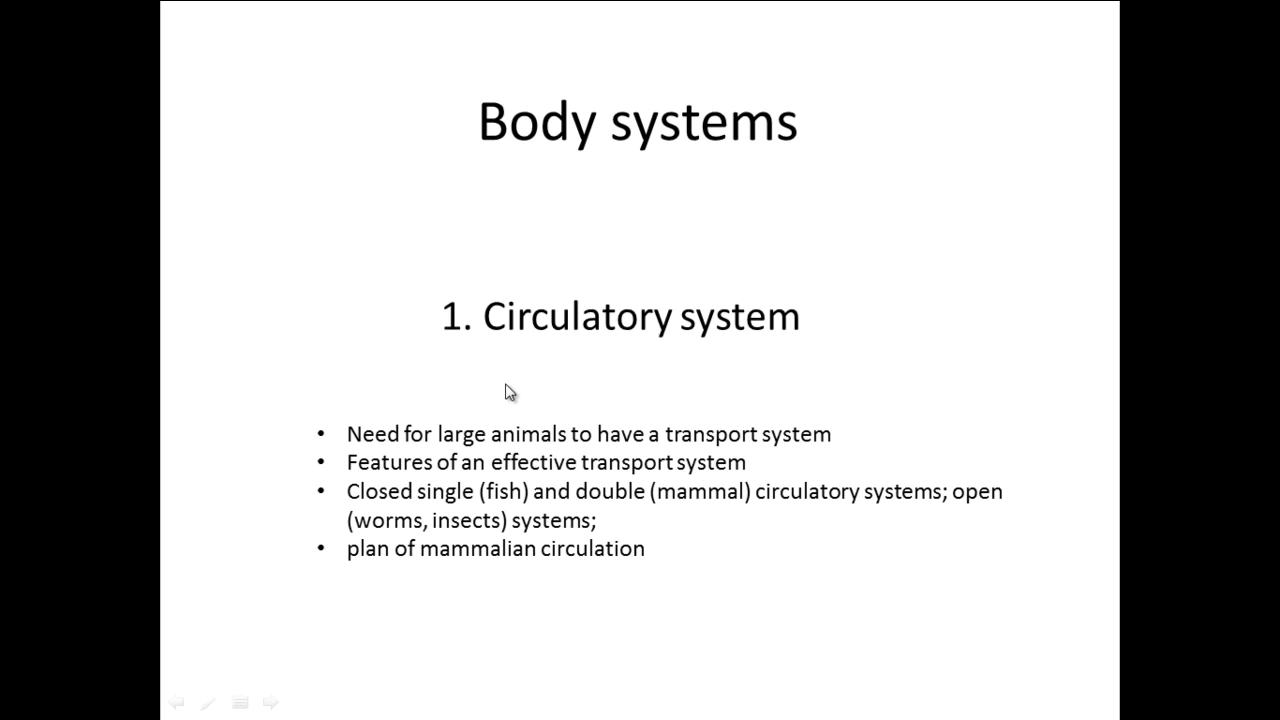 Body systems
1. Circulatory system
• Need for large animals to have a transport system
• Features of an effective transport system
• Closed single (fish) and double (mammal) circulatory systems; open
(worms, insects) systems;
• plan of mammalian circulation